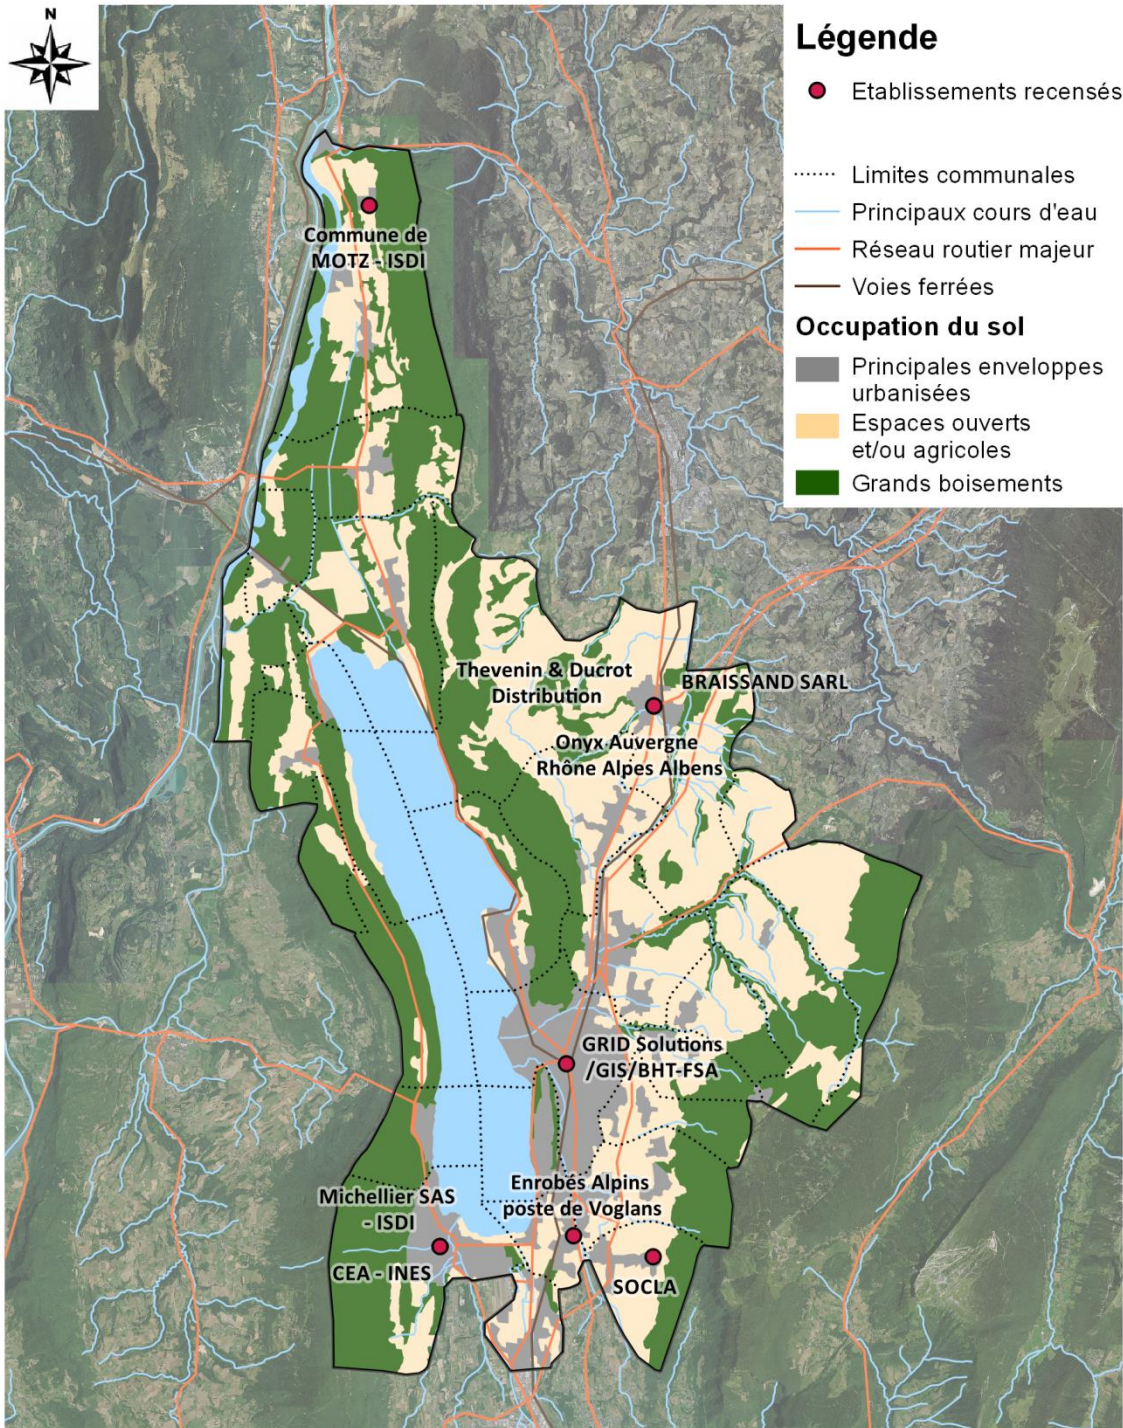 N
Légende
Etablissements recensés
Limites communales
Principaux cours d'eau
Réseau routier majeur
Voies ferrées
Occupation du sol
Principales enveloppes
urbanisées
Espaces ouverts
et/ou agricoles
Grands boisements
Commune de
MOTZ - ISDI
Thevenin & Ducrot
Distribution
BRAISSAND SARL
Onyx Auvergne
Rhône Alpes Albens
GRID Solutions
/GIS/BHT-FSA
Enrobés Alpins
poste de Voglans
Michellier SAS
- ISDI
CEA - INES
SOCLA